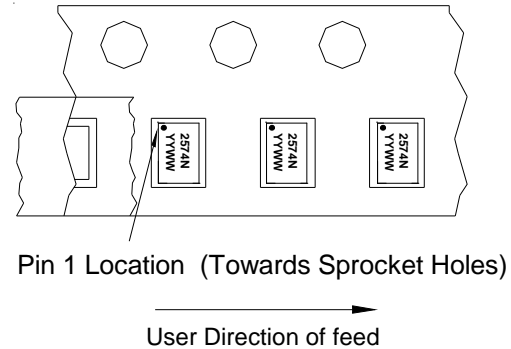 2574N
YYWW
2574N
YYWW
2574N
YYWW
Pin 1 Location (Towards Sprocket Holes)
User Direction of feed